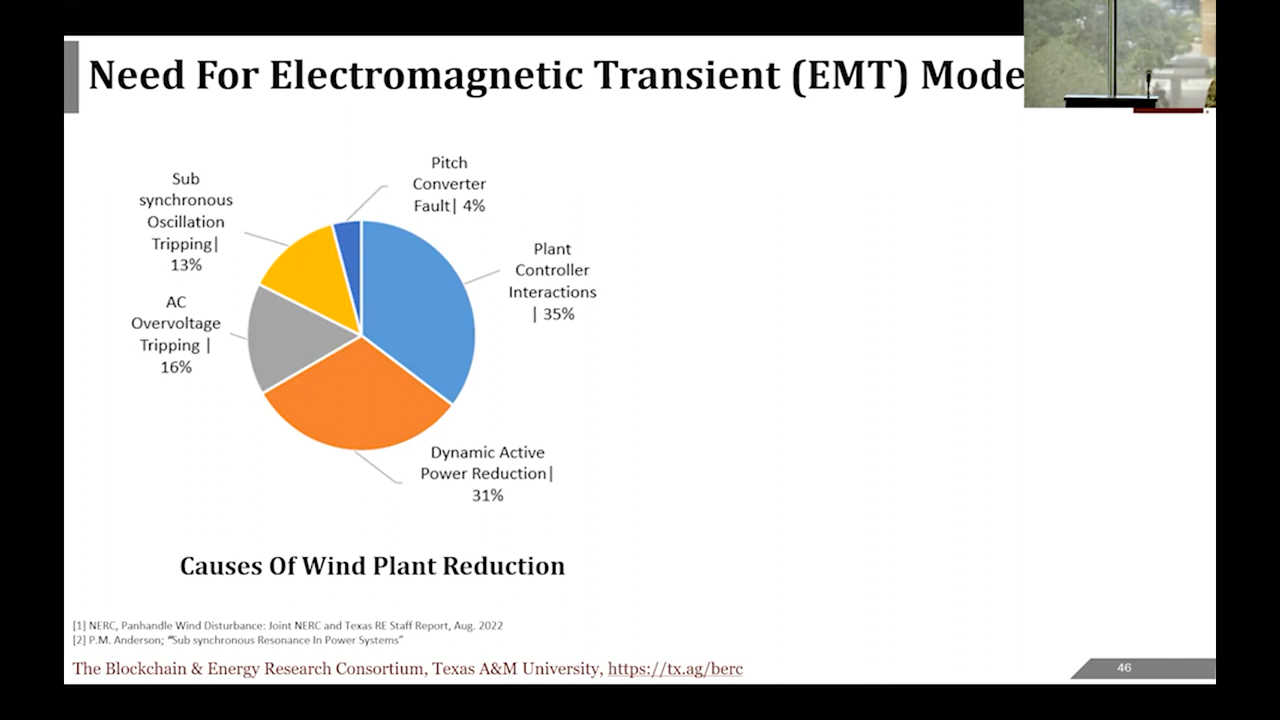 Need For Electromagnetic Transient (EMT) Mode
Pitch
Converter
Fault| 4%
Sub
synchronous
Oscillation
Tripping|
13%
Plant
Controller
Interactions
| 35%
AC
Overvoltage
Tripping |
16%
Dynamic Active
Power Reduction|
31%
Causes Of Wind Plant Reduction
[1] NERC, Panhandle Wind Disturbance: Joint NERC and Texas RE Staff Report, Aug. 2022
[2] P.M. Anderson; “Sub synchronous Resonance In Power Systems”
The Blockchain & Energy Research Consortium, Texas A&M University, https://tx.ag/berc
46